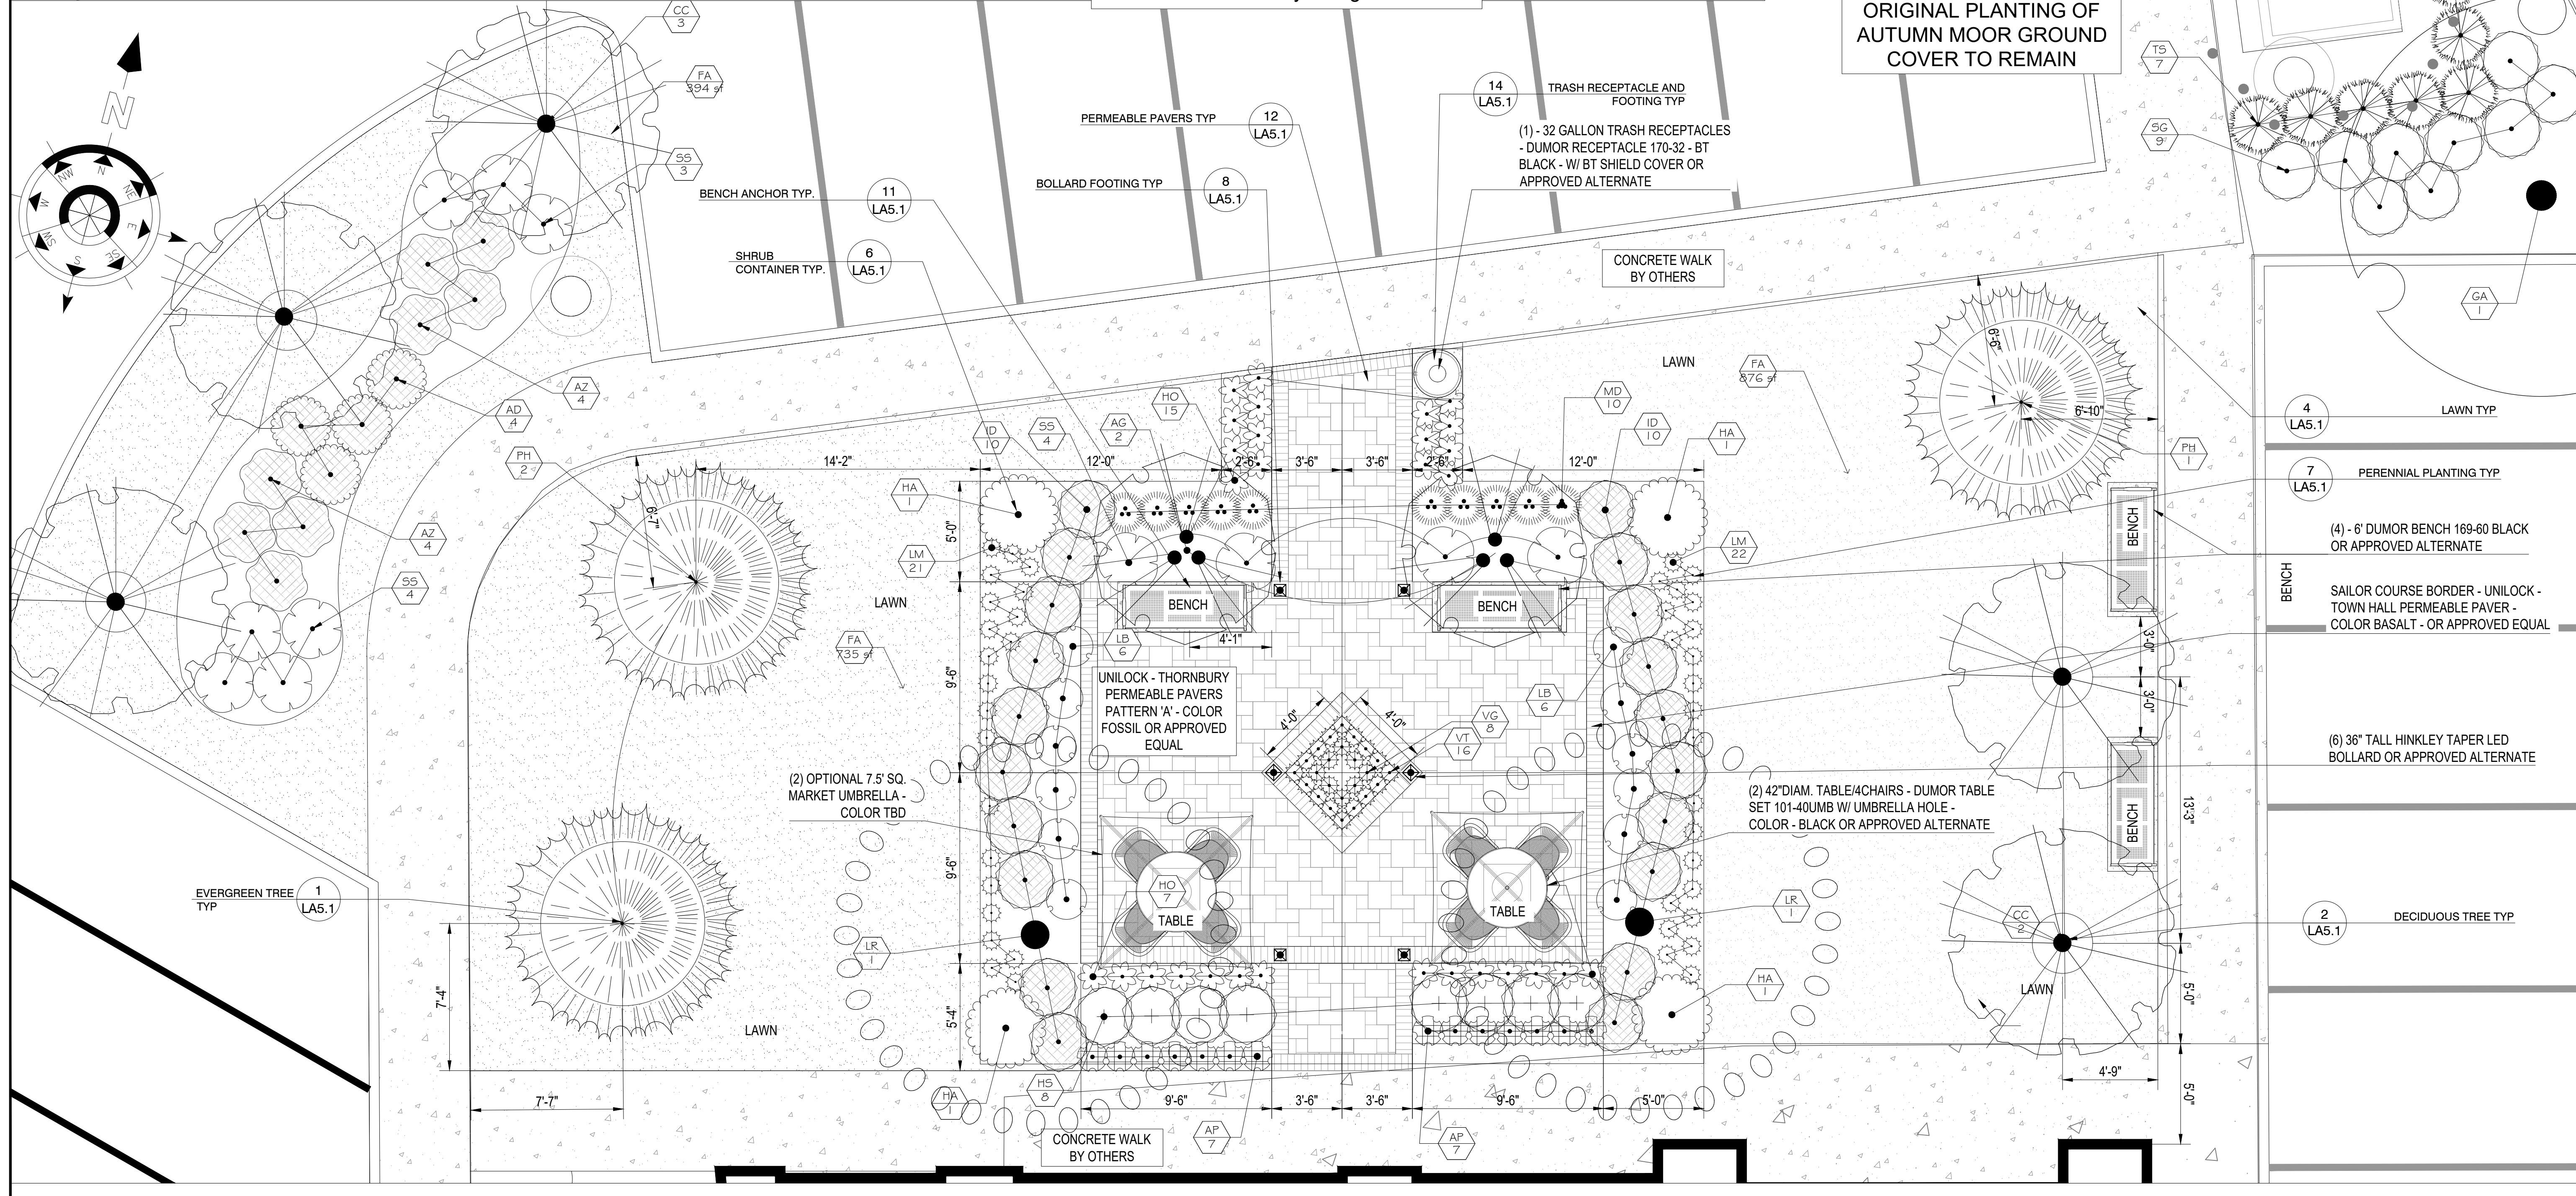 ORIGINAL PLANTING OF
AUTUMN MOOR GROUND
COVER TO REMAIN
CC
3
FA
394 sf
SS
3
TS
7
SG
9
GA
1
N
NW
N
NE
E
SE
S
SW
W
14
LA5.1
TRASH RECEPTACLE AND
FOOTING TYP
(1) - 32 GALLON TRASH RECEPTACLES
- DUMOR RECEPTACLE 170-32 - BT
BLACK - W/ BT SHIELD COVER OR
APPROVED ALTERNATE
PERMEABLE PAVERS TYP
12
LA5.1
BOLLARD FOOTING TYP
8
LA5.1
BENCH ANCHOR TYP.
11
LA5.1
SHRUB
CONTAINER TYP.
6
LA5.1
CONCRETE WALK
BY OTHERS
LAWN
FA
876 sf
4
LA5.1
LAWN TYP
7
LA5.1
PERENNIAL PLANTING TYP
(4) - 6' DUMOR BENCH 169-60 BLACK
OR APPROVED ALTERNATE
BENCH
SAILOR COURSE BORDER - UNILOCK -
TOWN HALL PERMEABLE PAVER -
COLOR BASALT - OR APPROVED EQUAL
(6) 36" TALL HINKLEY TAPER LED
BOLLARD OR APPROVED ALTERNATE
2
LA5.1
DECIDUOUS TREE TYP
AZ
4
AD
4
PH
2
AZ
4
SS
4
ID
10
SS
4
AG
2
HO
15
MD
10
ID
10
HA
1
PH
1
6'-6"
6'-10"
14'-2"
12'-0"
2'-6"
3'-6"
3'-6"
2'-6"
12'-0"
HA
1
LM
21
LM
22
6'-7"
5'-0"
9'-6"
9'-6"
5'-4"
LAWN
FA
735 sf
BENCH
BENCH
4'-1"
LB
6
LB
6
BENCH
BENCH
3'-0"
3'-0"
13'-3"
5'-0"
5'-0"
UNILOCK - THORNBURY
PERMEABLE PAVERS
PATTERN 'A' - COLOR
FOSSIL OR APPROVED
EQUAL
4'-0"
4'-0"
VG
8
VT
16
(2) OPTIONAL 7.5' SQ.
MARKET UMBRELLA -
COLOR TBD
(2) 42"DIAM. TABLE/4CHAIRS - DUMOR TABLE
SET 101-40UMB W/ UMBRELLA HOLE -
COLOR - BLACK OR APPROVED ALTERNATE
EVERGREEN TREE
TYP
1
LA5.1
HO
7
TABLE
TABLE
LR
1
LR
1
CC
2
LAWN
HA
1
7'-4"
LAWN
7'-7"
HA
1
HS
8
9'-6"
3'-6"
3'-6"
9'-6"
5'-0"
4'-9"
AP
7
AP
7
CONCRETE WALK
BY OTHERS